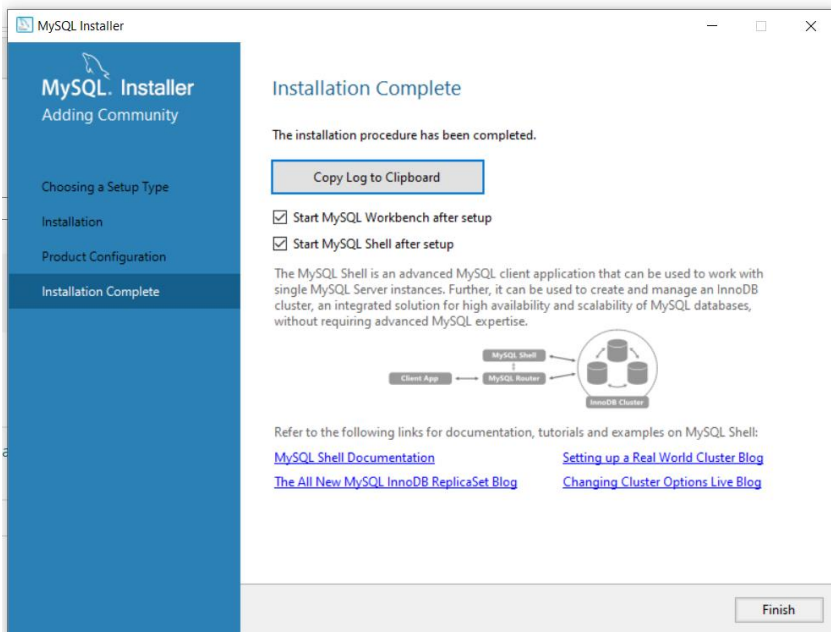 MySQL Installer
MySQL. Installer
Adding Community
Choosing a Setup Type
Installation
Product Configuration
Installation Complete
Installation Complete
The installation procedure has been completed.
Copy Log to Clipboard
Start MySQL Workbench after setup
Start MySQL Shell after setup
The MySQL Shell is an advanced MySQL client application that can be used to work with
single MySQL Server instances. Further, it can be used to create and manage an InnoDB
cluster, an integrated solution for high availability and scalability of MySQL databases,
without requiring advanced MySQL expertise.
MySQL Shell
Client App
MySQL Router
InnoDB Cluster
Refer to the following links for documentation, tutorials and examples on MySQL Shell:
MySQL Shell Documentation
Setting up a Real World Cluster Blog
The All New MySQL InnoDB ReplicaSet Blog
Changing Cluster Options Live Blog
Finish